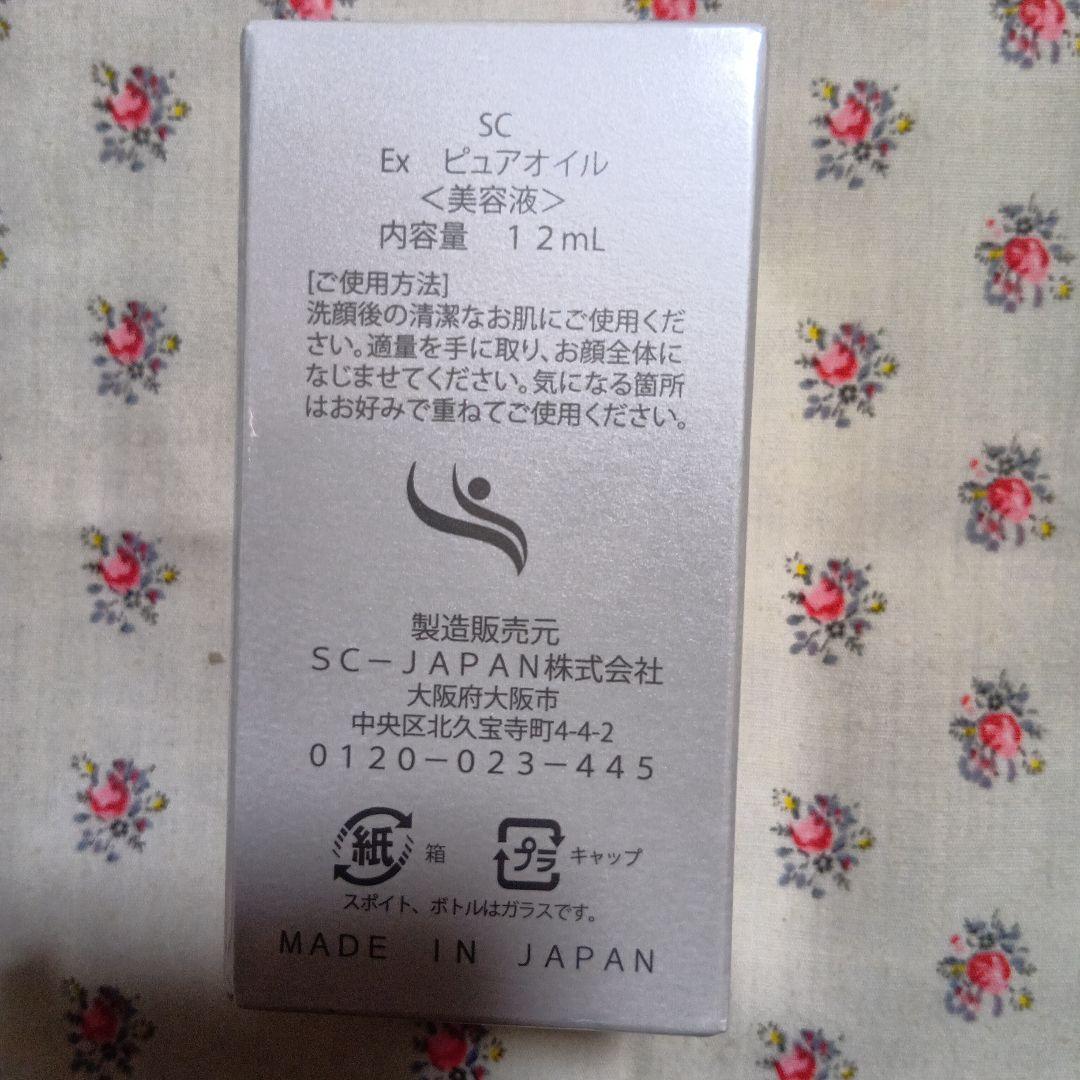 SC
Ex　ピュアオイル
＜美容液＞
内容量　１２mL
[ご使用方法]
洗顔後の清潔なお肌にご使用くだ
さい。適量を手に取り、お顔全体に
なじませてください。気になる箇所
はお好みで重ねてご使用ください。
製造販売元
ＳＣ－ＪＡＰＡＮ株式会社
大阪府大阪市
中央区北久宝寺町4-4-2
０１２０－０２３－４４５
紙 箱 プラ キャップ
スポイト、ボトルはガラスです。
ＭＡＤＥ　ＩＮ　ＪＡＰＡＮ